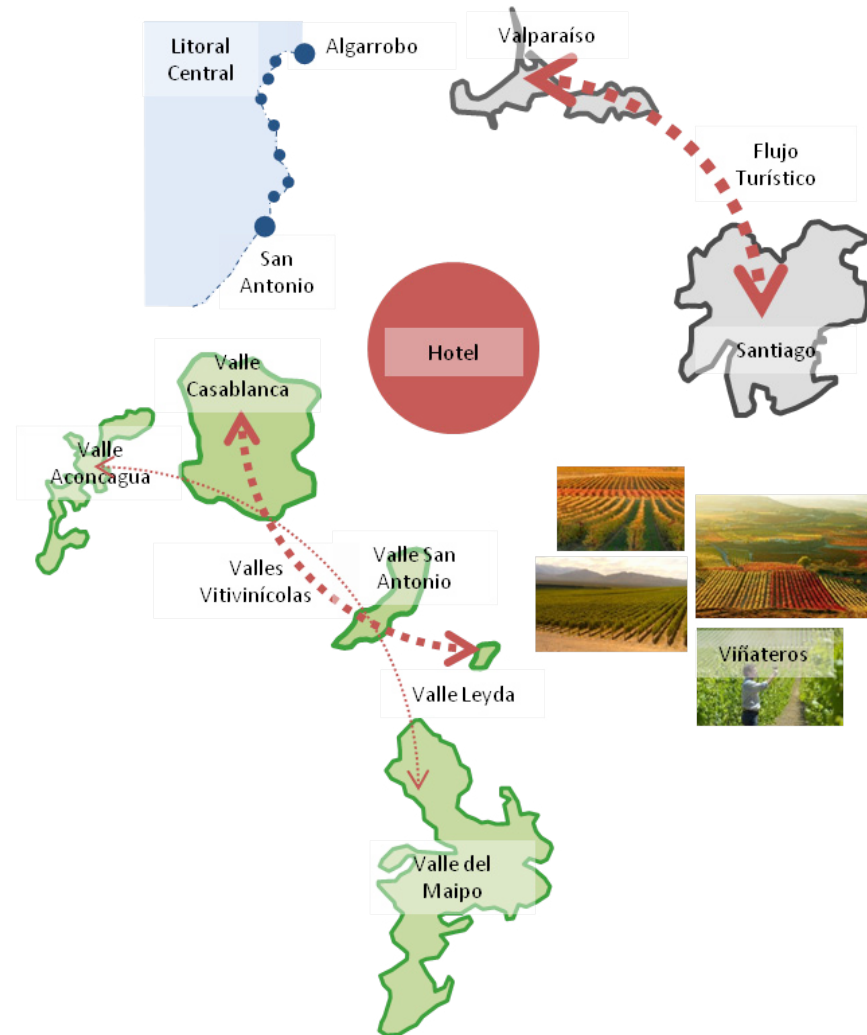 Litoral
Central
Algarrobo
Valparaíso
Flujo
Turístico
San
Antonio
Hotel
Santiago
Valle
Casablanca
Valle
Aconcagua
Valle San
Antonio
Valles
Vitivinícolas
Viñateros
Valle Leyda
Valle del
Maipo